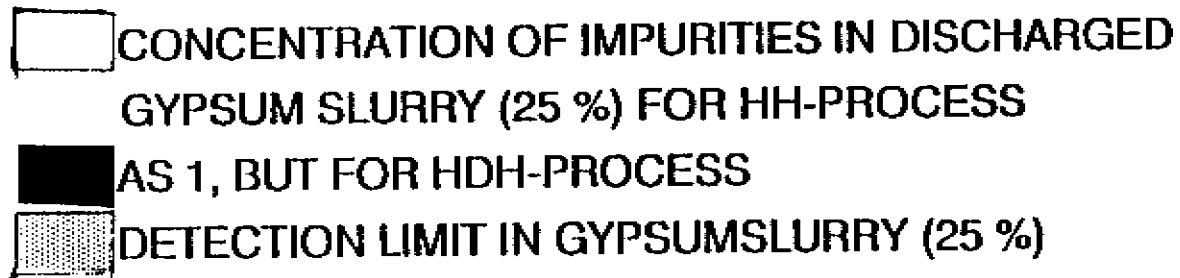 CONCENTRATION OF IMPURITIES IN DISCHARGED
GYPSUM SLURRY (25 %) FOR HH-PROCESS
AS 1, BUT FOR HDH-PROCESS
DETECTION LIMIT IN GYPSUMSLURRY (25 %)